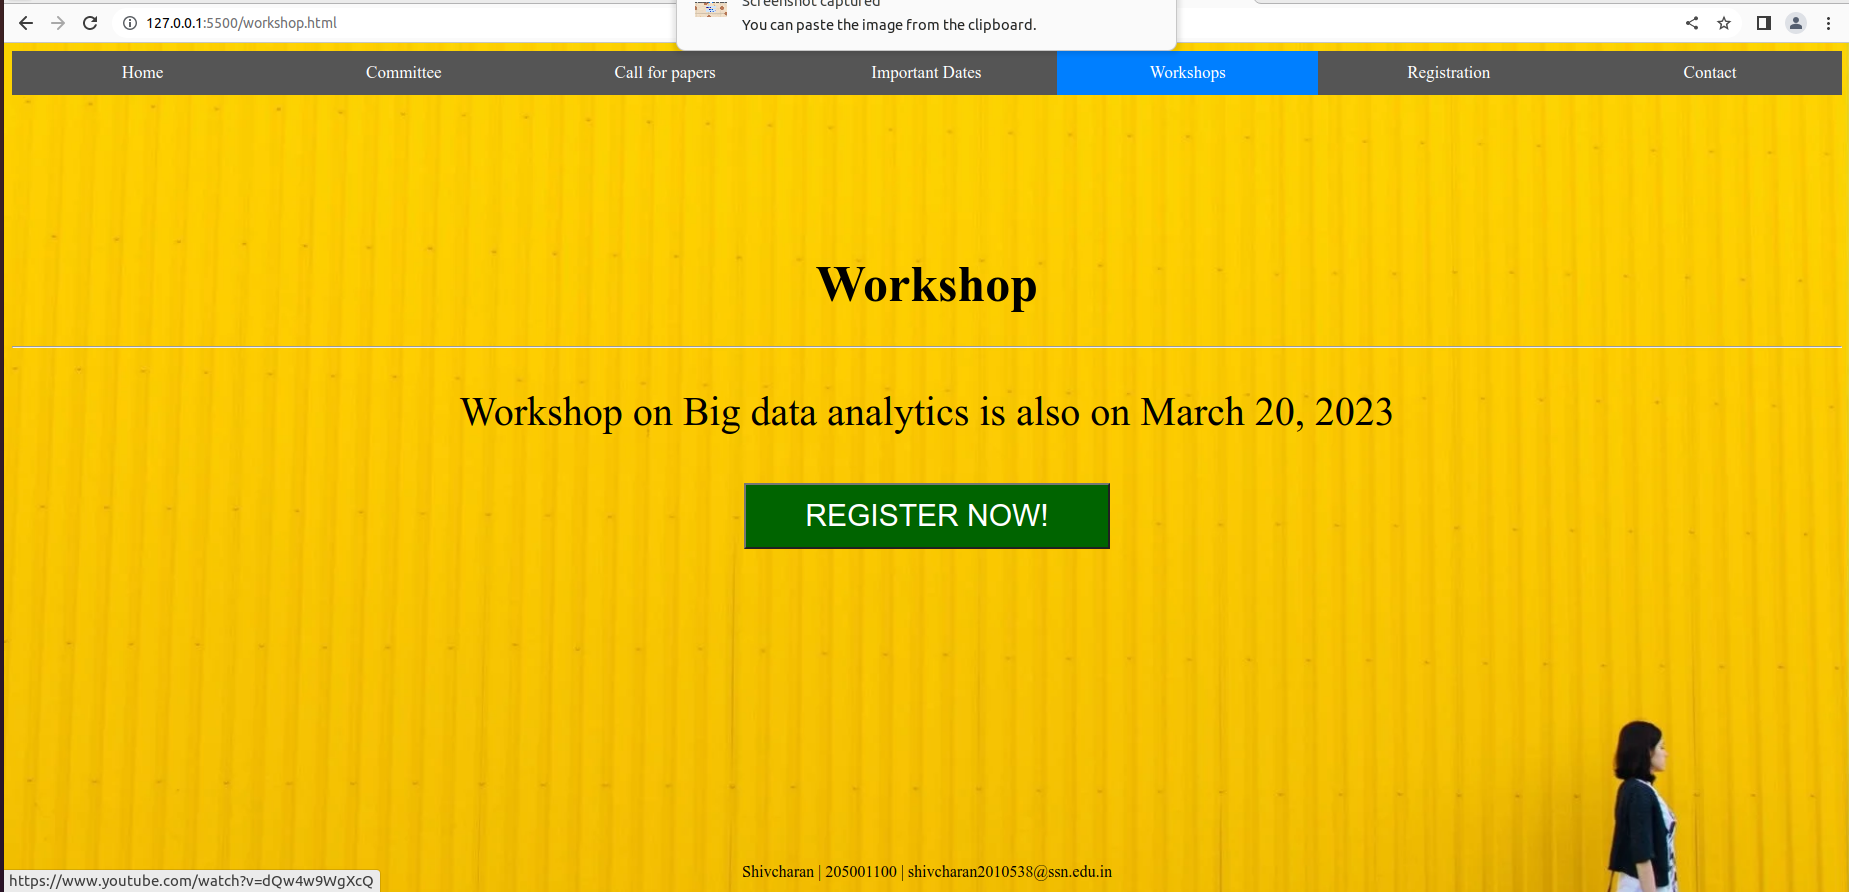 Screenshot captured
You can paste the image from the clipboard.
127.0.0.1:5500/workshop.html
Home Committee Call for papers Important Dates Workshops Registration Contact
Workshop
Workshop on Big data analytics is also on March 20, 2023
REGISTER NOW!
Shivcharan | 205001100 | shivcharan2010538@ssn.edu.in
https://www.youtube.com/watch?v=dQw4w9WgXcQ